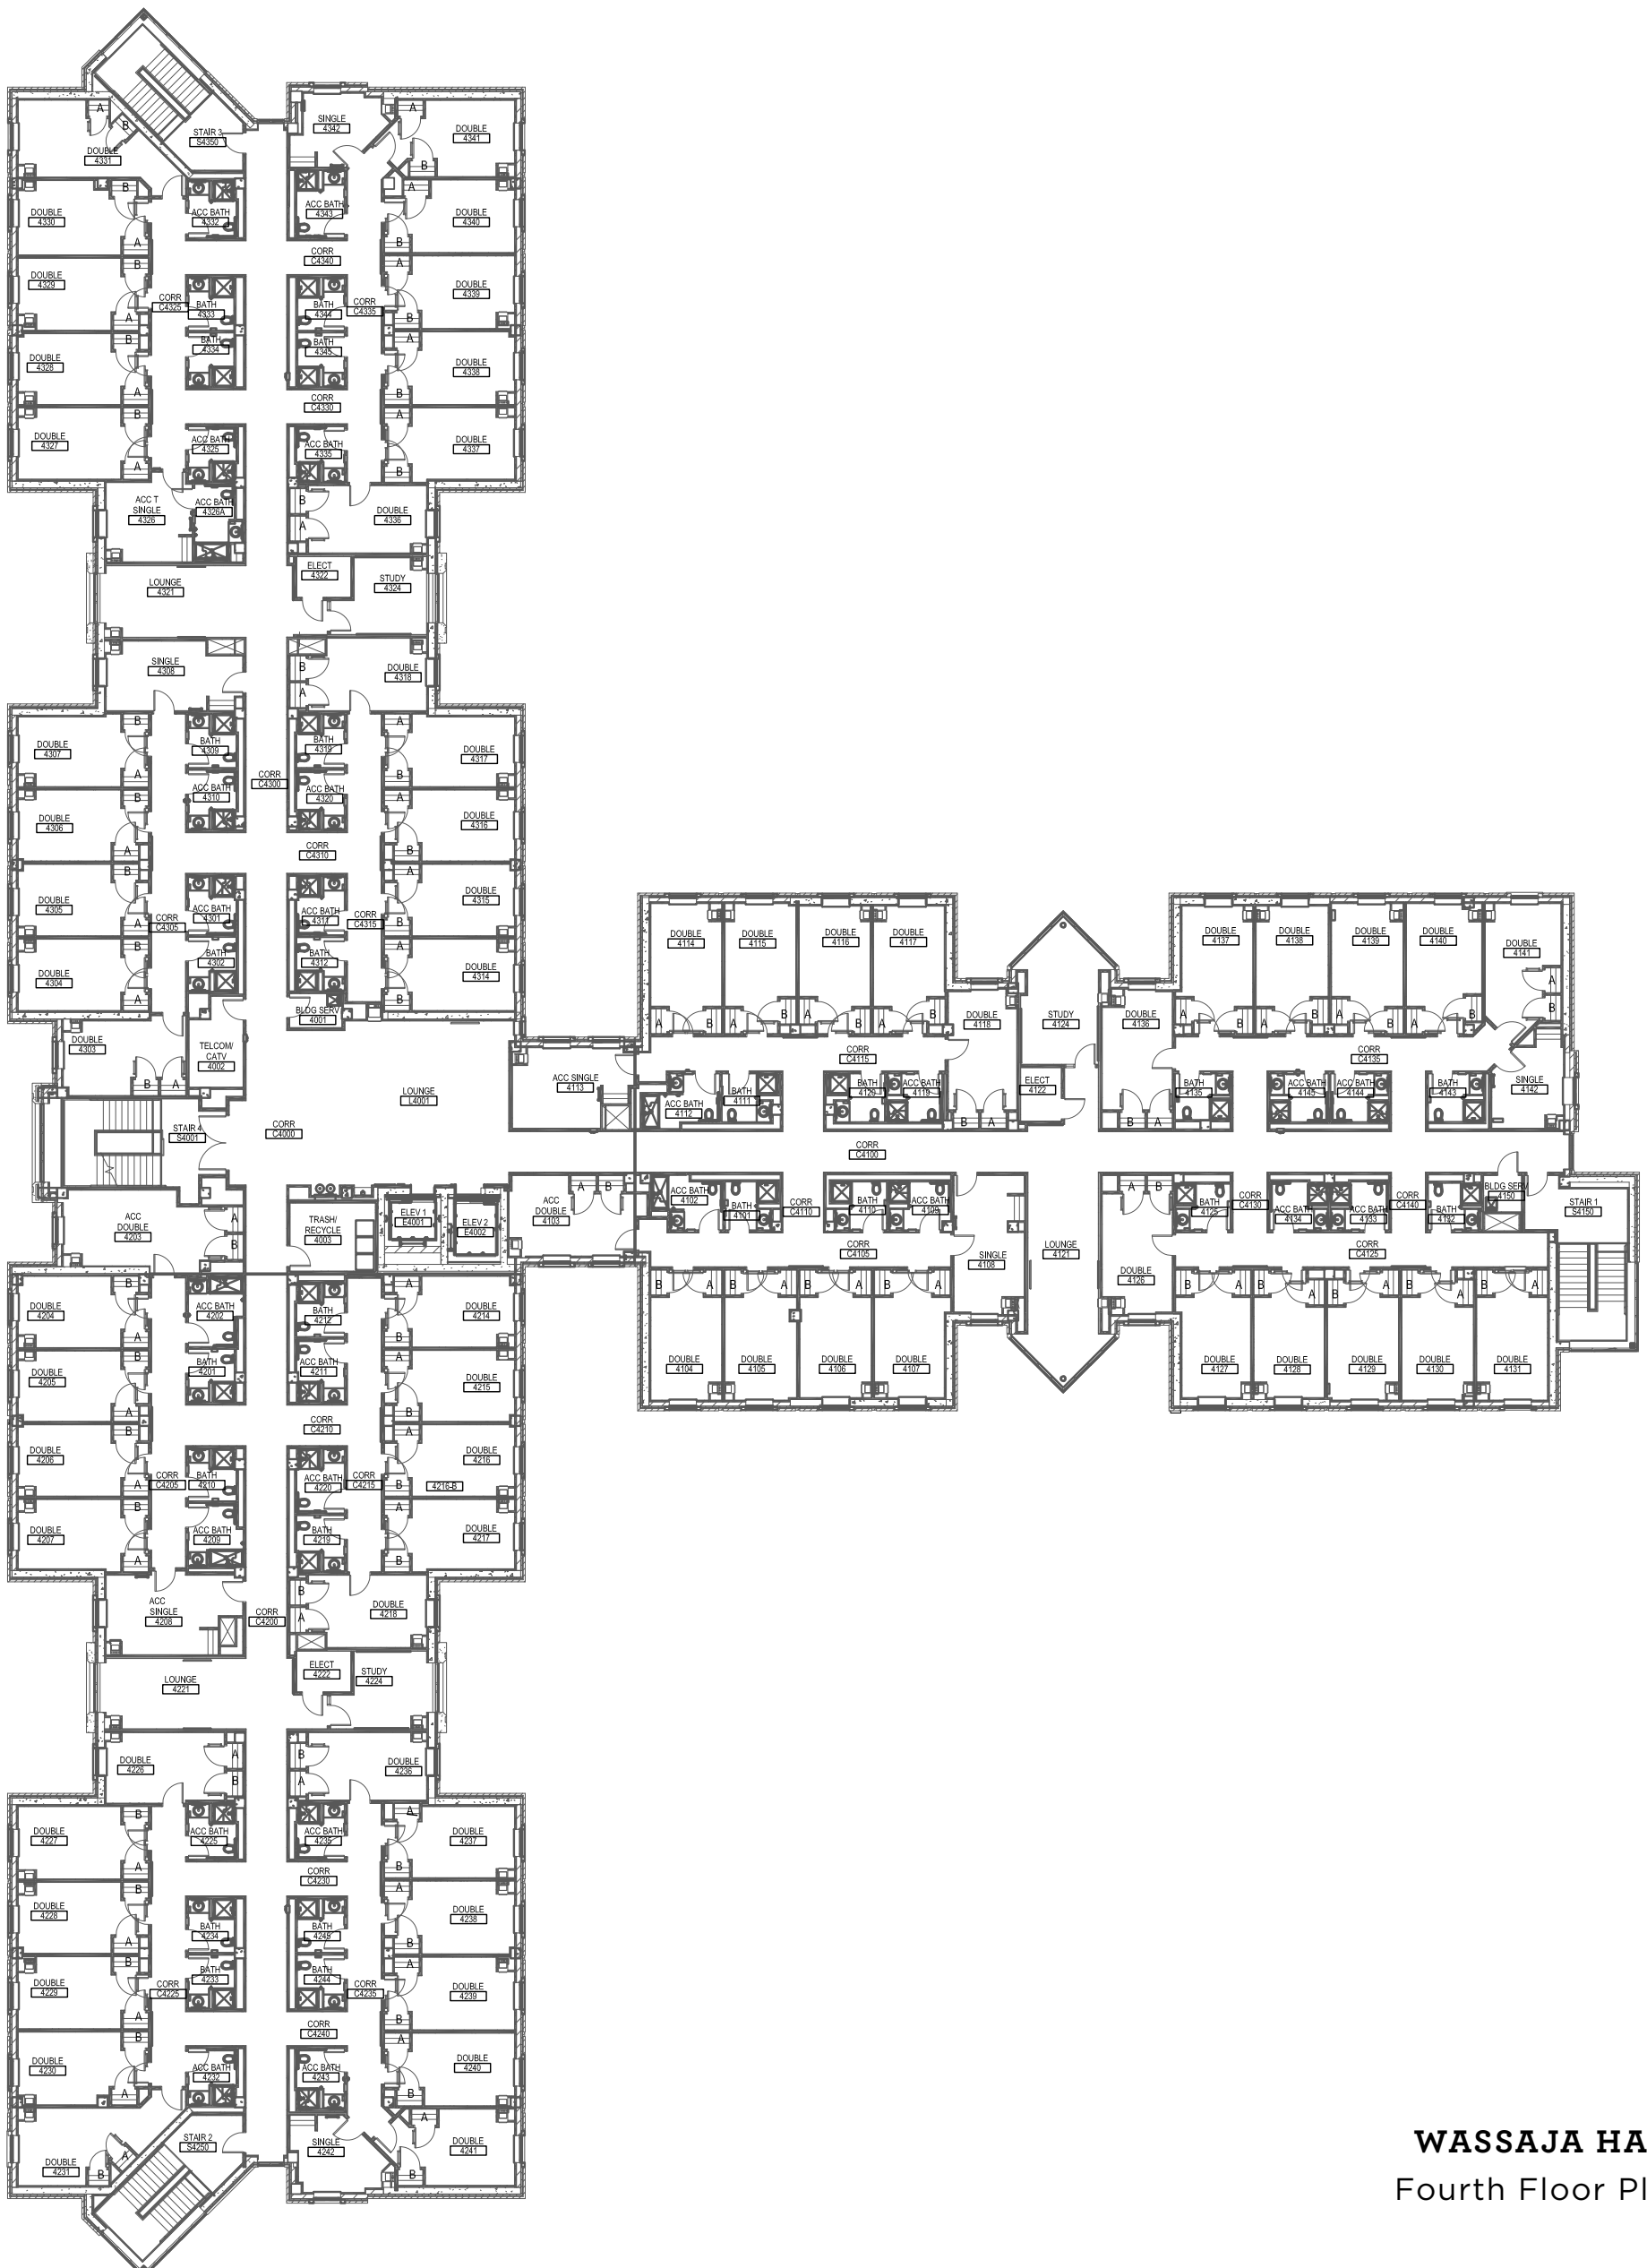 STAIR 3
S4350
SINGLE
4342
DOUBLE
4341
DOUBLE
4331
DOUBLE
4330
ACC BATH
4332
ACC BATH
4343
DOUBLE
4340
CORR
C4340
DOUBLE
4329
CORR
C4325
BATH
4333
BATH
4344
CORR
C4335
DOUBLE
4339
DOUBLE
4328
BATH
4334
BATH
4345
DOUBLE
4338
CORR
C4330
DOUBLE
4327
ACC BATH
4325
ACC BATH
4335
DOUBLE
4337
ACC T
SINGLE
4326
ACC BATH
4326A
DOUBLE
4336
LOUNGE
4321
ELECT
4322
STUDY
4324
SINGLE
4308
DOUBLE
4318
DOUBLE
4307
BATH
4309
BATH
4319
DOUBLE
4317
CORR
C4300
DOUBLE
4306
ACC BATH
4310
ACC BATH
4320
DOUBLE
4316
CORR
C4310
DOUBLE
4305
CORR
C4305
ACC BATH
4301
ACC BATH
4311
CORR
C4315
DOUBLE
4315
DOUBLE
4304
BATH
4302
BATH
4312
DOUBLE
4314
BLDG SERV
4001
DOUBLE
4303
TELCOM/
CATV
4002
LOUNGE
L4001
STAIR 4
S4001
CORR
C4000
ACC SINGLE
4113
DOUBLE
4114
DOUBLE
4115
DOUBLE
4116
DOUBLE
4117
DOUBLE
4118
STUDY
4124
DOUBLE
4136
DOUBLE
4137
DOUBLE
4138
DOUBLE
4139
DOUBLE
4140
DOUBLE
4141
CORR
C4115
CORR
C4135
ACC BATH
4112
BATH
4111
BATH
4120
ACC BATH
4119
ELECT
4122
BATH
4135
ACC BATH
4145
ACC BATH
4144
BATH
4143
SINGLE
4142
CORR
C4100
ACC
DOUBLE
4203
TRASH/
RECYCLE
4003
ELEV 1
E4001
ELEV 2
E4002
ACC
DOUBLE
4103
ACC BATH
4102
BATH
4101
CORR
C4110
BATH
4110
ACC BATH
4109
CORR
C4105
SINGLE
4108
LOUNGE
4121
DOUBLE
4126
BATH
4125
CORR
C4130
ACC BATH
4134
ACC BATH
4133
CORR
C4140
BATH
4132
BLDG SERV
4150
STAIR 1
S4150
CORR
C4125
DOUBLE
4104
DOUBLE
4105
DOUBLE
4106
DOUBLE
4107
DOUBLE
4127
DOUBLE
4128
DOUBLE
4129
DOUBLE
4130
DOUBLE
4131
DOUBLE
4204
ACC BATH
4202
BATH
4212
DOUBLE
4214
DOUBLE
4205
BATH
4201
ACC BATH
4211
DOUBLE
4215
CORR
C4210
DOUBLE
4206
CORR
C4205
BATH
4210
ACC BATH
4220
CORR
C4215
DOUBLE
4216
4216-B
DOUBLE
4207
ACC BATH
4209
BATH
4219
DOUBLE
4217
ACC
SINGLE
4208
CORR
C4200
DOUBLE
4218
LOUNGE
4221
ELECT
4222
STUDY
4224
DOUBLE
4226
DOUBLE
4236
DOUBLE
4227
ACC BATH
4225
ACC BATH
4235
DOUBLE
4237
CORR
C4230
DOUBLE
4228
BATH
4234
BATH
4245
DOUBLE
4238
DOUBLE
4229
CORR
C4225
BATH
4233
BATH
4244
CORR
C4235
DOUBLE
4239
CORR
C4240
DOUBLE
4230
ACC BATH
4232
ACC BATH
4243
DOUBLE
4240
STAIR 2
S4250
SINGLE
4242
DOUBLE
4241
DOUBLE
4231
WASSAJA HA
Fourth Floor Pl